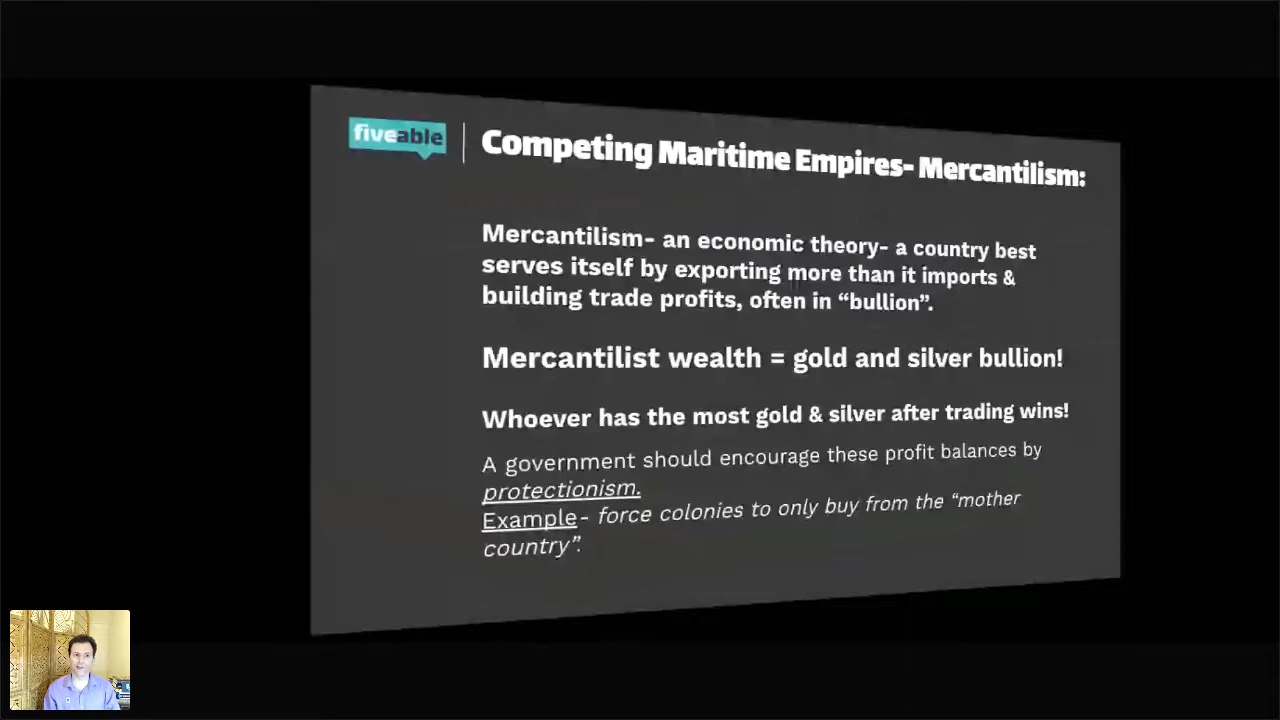 fiveable
Competing Maritime Empires- Mercantilism:
Mercantilism- an economic theory- a country best
serves itself by exporting more than it imports &
building trade profits, often in “bullion”.
Mercantilist wealth = gold and silver bullion!
Whoever has the most gold & silver after trading wins!
A government should encourage these profit balances by
protectionism.
Example- force colonies to only buy from the “mother
country”.